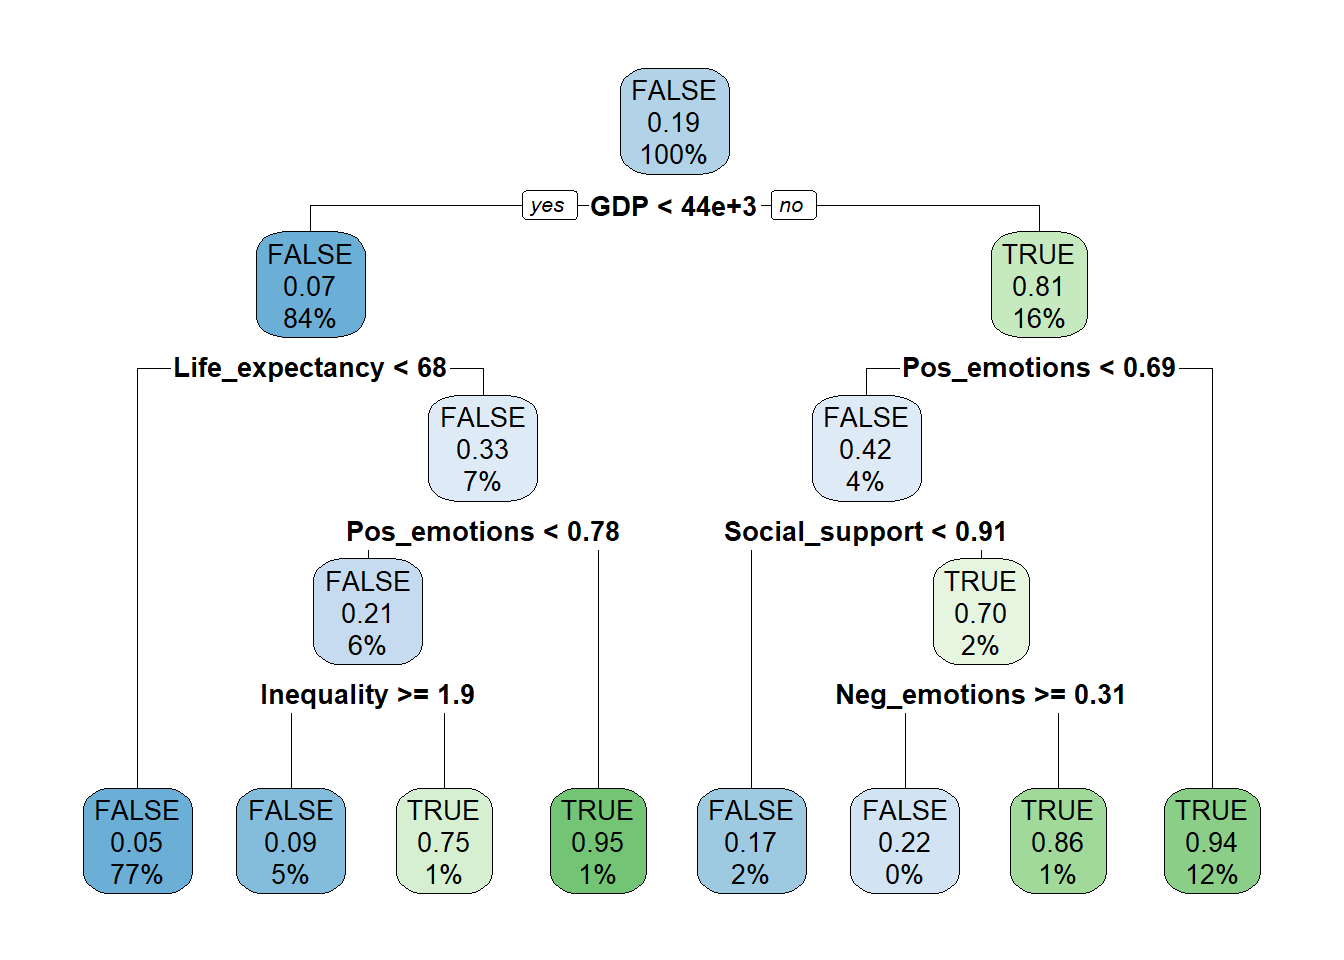 FALSE
0.19
100%
yes GDP < 44e+3 no
FALSE
0.07
84%
TRUE
0.81
16%
Life_expectancy < 68
Pos_emotions < 0.69
FALSE
0.33
7%
FALSE
0.42
4%
Pos_emotions < 0.78
Social_support < 0.91
FALSE
0.21
6%
TRUE
0.70
2%
Inequality >= 1.9
Neg_emotions >= 0.31
FALSE
0.05
77%
FALSE
0.09
5%
TRUE
0.75
1%
TRUE
0.95
1%
FALSE
0.17
2%
FALSE
0.22
0%
TRUE
0.86
1%
TRUE
0.94
12%